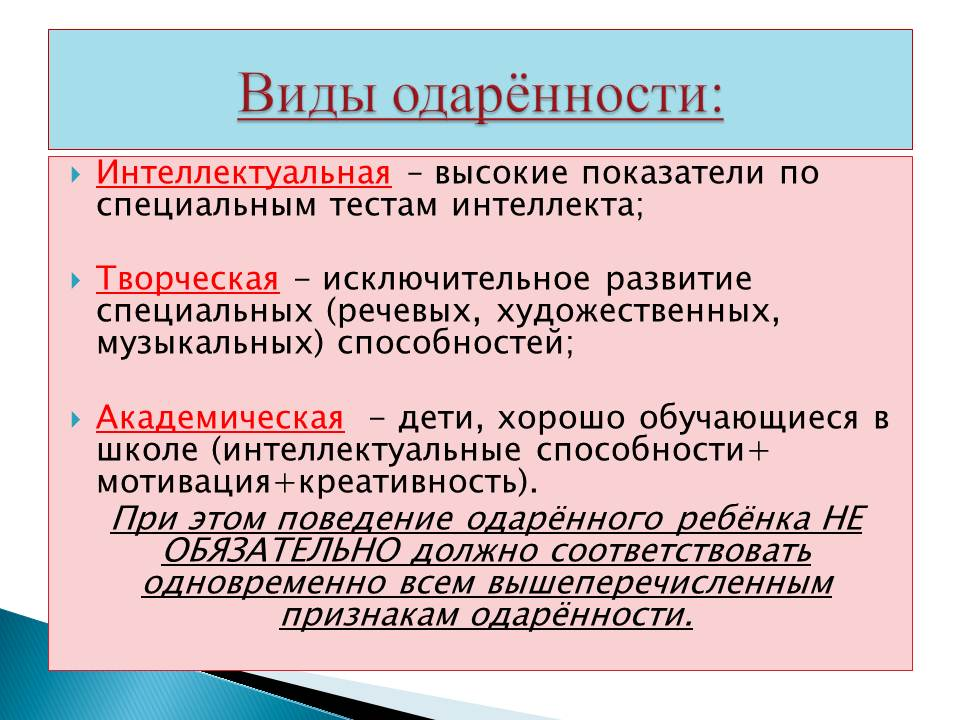 Виды одарённости:
Интеллектуальная – высокие показатели по
специальным тестам интеллекта;
Творческая – исключительное развитие
специальных (речевых, художественных,
музыкальных) способностей;
Академическая – дети, хорошо обучающиеся в
школе (интеллектуальные способности+
мотивация+креативность).
При этом поведение одарённого ребёнка НЕ
ОБЯЗАТЕЛЬНО должно соответствовать
одновременно всем вышеперечисленным
признакам одарённости.